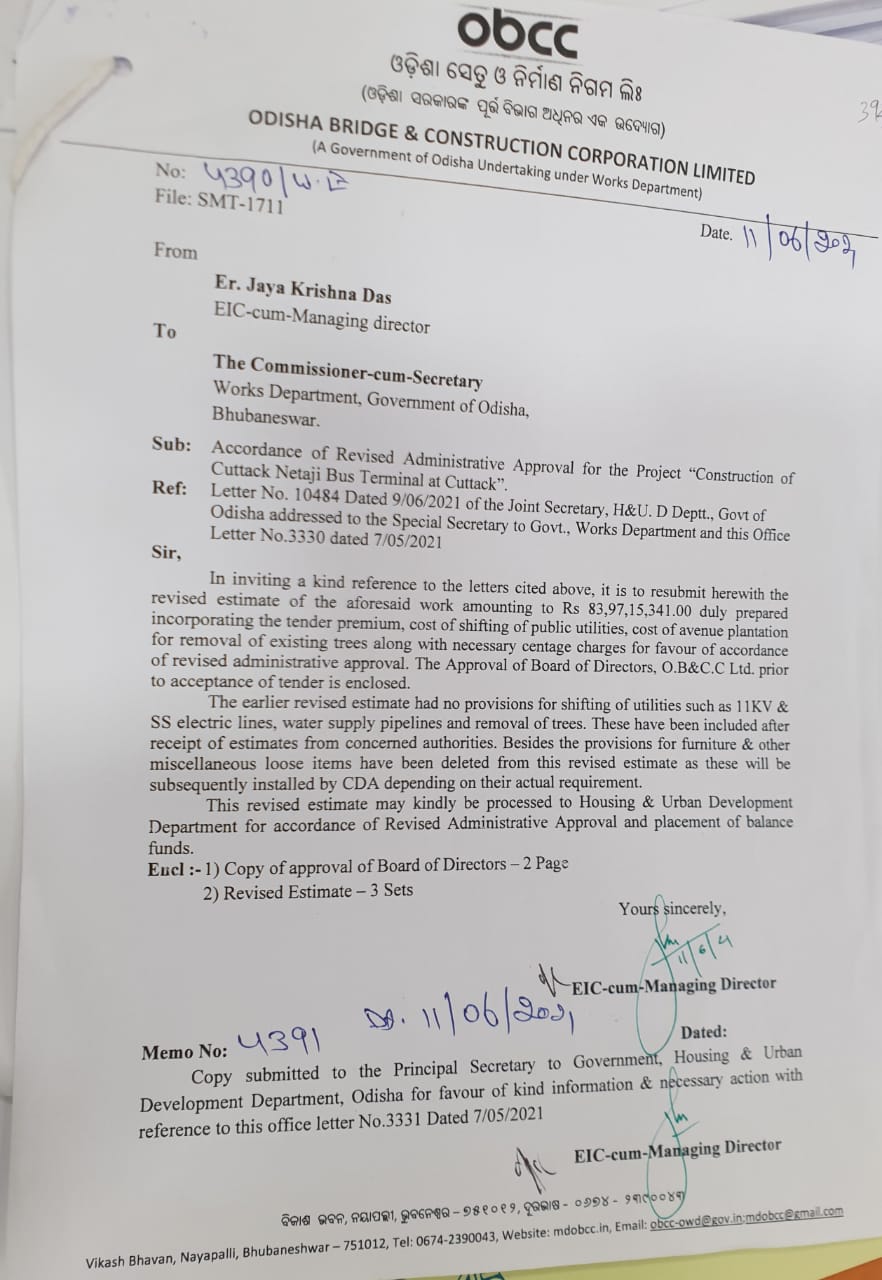 obcc
ଓଡ଼ିଶା ସେତୁ ଓ ନିର୍ମାଣ ନିଗମ ଲିଃ
(ଓଡ଼ିଶା ସରକାରଙ୍କ ପୂର୍ତ୍ତ ବିଭାଗ ଅଧିନର ଏକ ଉଦ୍ୟୋଗ)
ODISHA BRIDGE & CONSTRUCTION CORPORATION LIMITED
(A Government of Odisha Undertaking under Works Department)
No: 4390/W.E
File: SMT-1711
Date. 11/06/2021
From
Er. Jaya Krishna Das
EIC-cum-Managing director
To
The Commissioner-cum-Secretary
Works Department, Government of Odisha,
Bhubaneswar.
Sub: Accordance of Revised Administrative Approval for the Project “Construction of
Cuttack Netaji Bus Terminal at Cuttack”.
Ref: Letter No. 10484 Dated 9/06/2021 of the Joint Secretary, H&U. D Deptt., Govt of
Odisha addressed to the Special Secretary to Govt., Works Department and this Office
Letter No.3330 dated 7/05/2021
Sir,
In inviting a kind reference to the letters cited above, it is to resubmit herewith the
revised estimate of the aforesaid work amounting to Rs 83,97,15,341.00 duly prepared
incorporating the tender premium, cost of shifting of public utilities, cost of avenue plantation
for removal of existing trees along with necessary centage charges for favour of accordance
of revised administrative approval. The Approval of Board of Directors, O.B&C.C Ltd. prior
to acceptance of tender is enclosed.
The earlier revised estimate had no provisions for shifting of utilities such as 11KV &
SS electric lines, water supply pipelines and removal of trees. These have been included after
receipt of estimates from concerned authorities. Besides the provisions for furniture & other
miscellaneous loose items have been deleted from this revised estimate as these will be
subsequently installed by CDA depending on their actual requirement.
This revised estimate may kindly be processed to Housing & Urban Development
Department for accordance of Revised Administrative Approval and placement of balance
funds.
Encl :- 1) Copy of approval of Board of Directors – 2 Page
2) Revised Estimate – 3 Sets
Yours sincerely,
11/6/21
EIC-cum-Managing Director
Memo No: 4391 Dt. 11/06/2021 Dated:
Copy submitted to the Principal Secretary to Government, Housing & Urban
Development Department, Odisha for favour of kind information & necessary action with
reference to this office letter No.3331 Dated 7/05/2021
EIC-cum-Managing Director
ବିକାଶ ଭବନ, ନୟାପଲ୍ଲୀ, ଭୁବନେଶ୍ୱର – ୭୫୧୦୧୨, ଦୂରଭାଷ - ୦୬୭୪ - ୨୩୯୦୦୪୩
Vikash Bhavan, Nayapalli, Bhubaneshwar – 751012, Tel: 0674-2390043, Website: mdobcc.in, Email: obcc-owd@gov.in;mdobcc@gmail.com